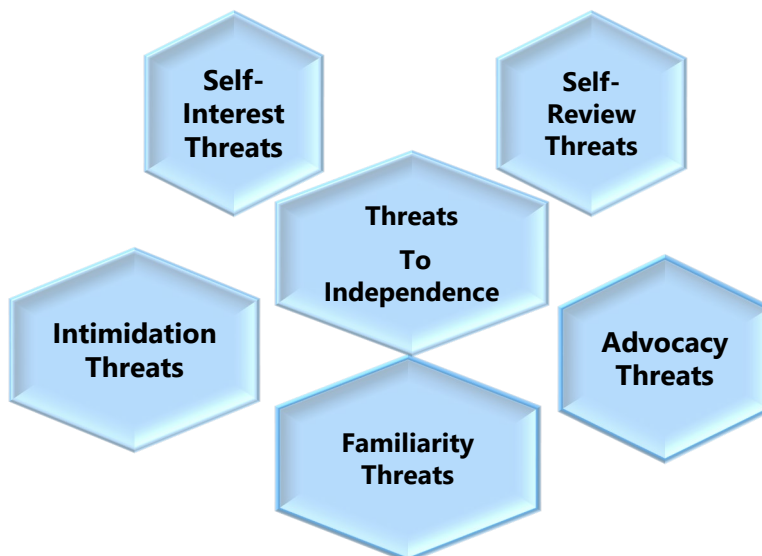 Self-
Interest
Threats
Self-
Review
Threats
Threats
To
Independence
Intimidation
Threats
Advocacy
Threats
Familiarity
Threats